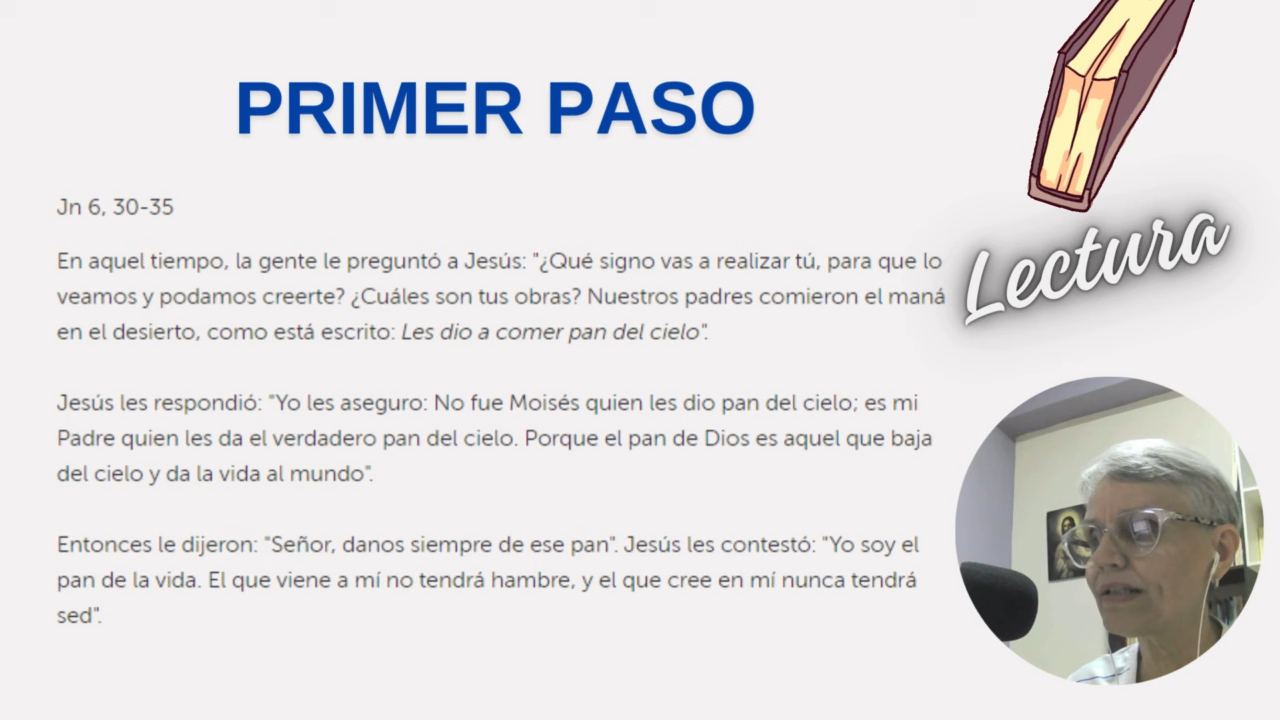 PRIMER PASO
Jn 6, 30-35
En aquel tiempo, la gente le preguntó a Jesús: "¿Qué signo vas a realizar tú, para que lo
veamos y podamos creerte? ¿Cuáles son tus obras? Nuestros padres comieron el maná
en el desierto, como está escrito: Les dio a comer pan del cielo".
Jesús les respondió: "Yo les aseguro: No fue Moisés quien les dio pan del cielo; es mi
Padre quien les da el verdadero pan del cielo. Porque el pan de Dios es aquel que baja
del cielo y da la vida al mundo".
Entonces le dijeron: "Señor, danos siempre de ese pan". Jesús les contestó: "Yo soy el
pan de la vida. El que viene a mí no tendrá hambre, y el que cree en mí nunca tendrá
sed".
Lectura